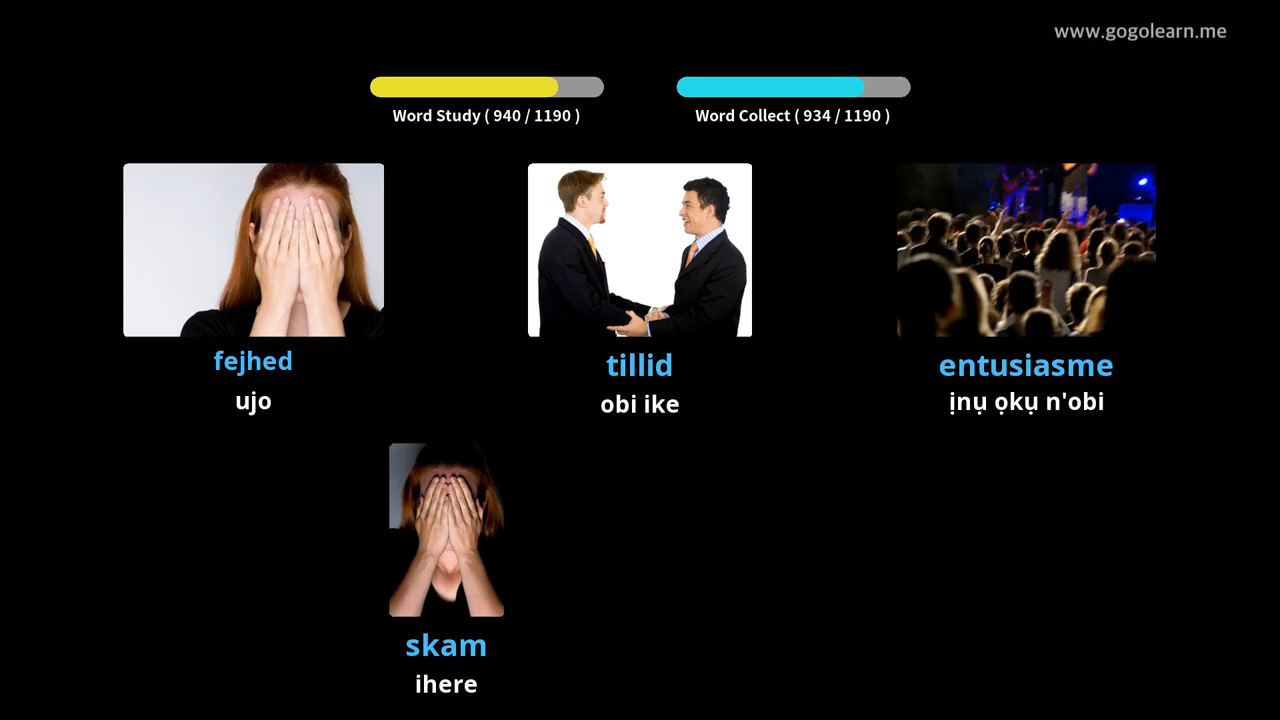 www.gogolearn.me
Word Study ( 940 / 1190 )
Word Collect ( 934 / 1190 )
fejhed
ujo
tillid
obi ike
entusiasme
ịnụ ọkụ n'obi
skam
ihere